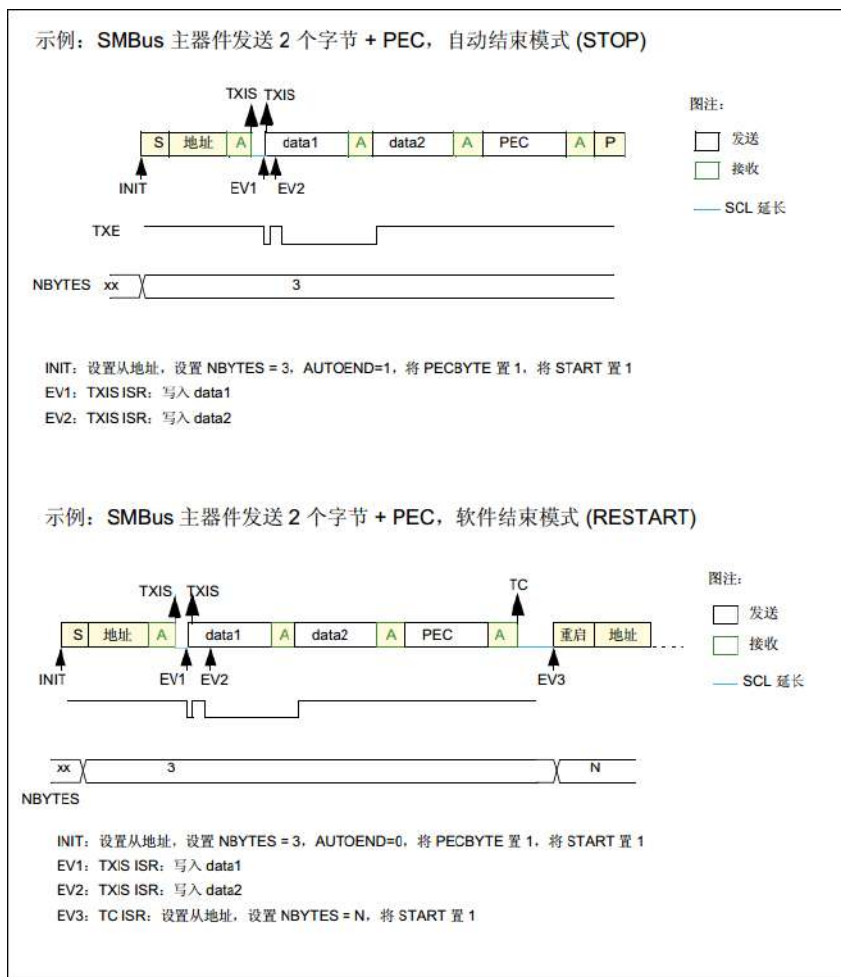 示例：SMBus 主器件发送 2 个字节 + PEC，自动结束模式 (STOP)
TXIS TXIS
图注：
S 地址 A data1 A data2 A PEC A P
发送
接收
INIT EV1 EV2
SCL 延长
TXE
NBYTES xx 3
INIT：设置从地址，设置 NBYTES = 3，AUTOEND=1，将 PECBYTE 置 1，将 START 置 1
EV1：TXIS ISR：写入 data1
EV2：TXIS ISR：写入 data2
示例：SMBus 主器件发送 2 个字节 + PEC，软件结束模式 (RESTART)
TXIS TXIS TC
图注：
S 地址 A data1 A data2 A PEC A 重启 地址
发送
接收
INIT EV1 EV2 EV3
SCL 延长
xx 3 N
NBYTES
INIT：设置从地址，设置 NBYTES = 3，AUTOEND=0，将 PECBYTE 置 1，将 START 置 1
EV1：TXIS ISR：写入 data1
EV2：TXIS ISR：写入 data2
EV3：TC ISR：设置从地址，设置 NBYTES = N，将 START 置 1